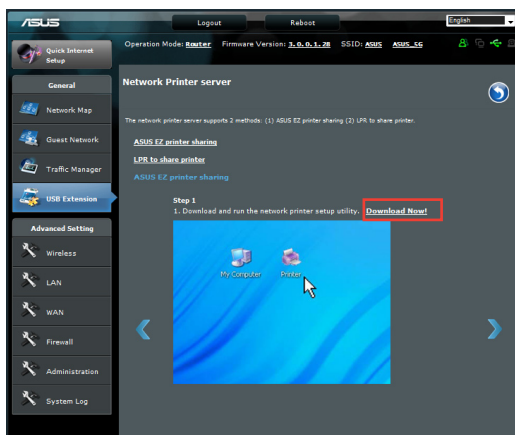 ASUS
Logout
Reboot
English
Quick Internet Setup
Operation Mode: Router Firmware Version: 3.0.0.1.28 SSID: ASUS ASUS_5G
General
Network Map
Guest Network
Traffic Manager
USB Extension
Advanced Setting
Wireless
LAN
WAN
Firewall
Administration
System Log
Network Printer server
The network printer server supports 2 methods: (1) ASUS EZ printer sharing (2) LPR to share printer.
ASUS EZ printer sharing
LPR to share printer
ASUS EZ printer sharing
Step 1
1. Download and run the network printer setup utility. Download Now!
My Computer
Printer